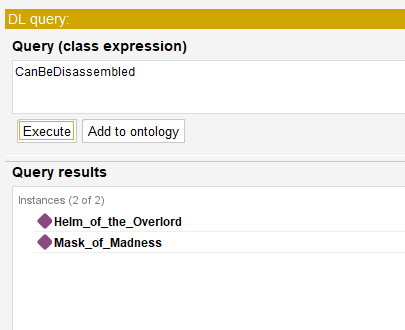 DL query:
Query (class expression)
CanBeDisassembled
Execute Add to ontology
Query results
Instances (2 of 2)
Helm_of_the_Overlord
Mask_of_Madness